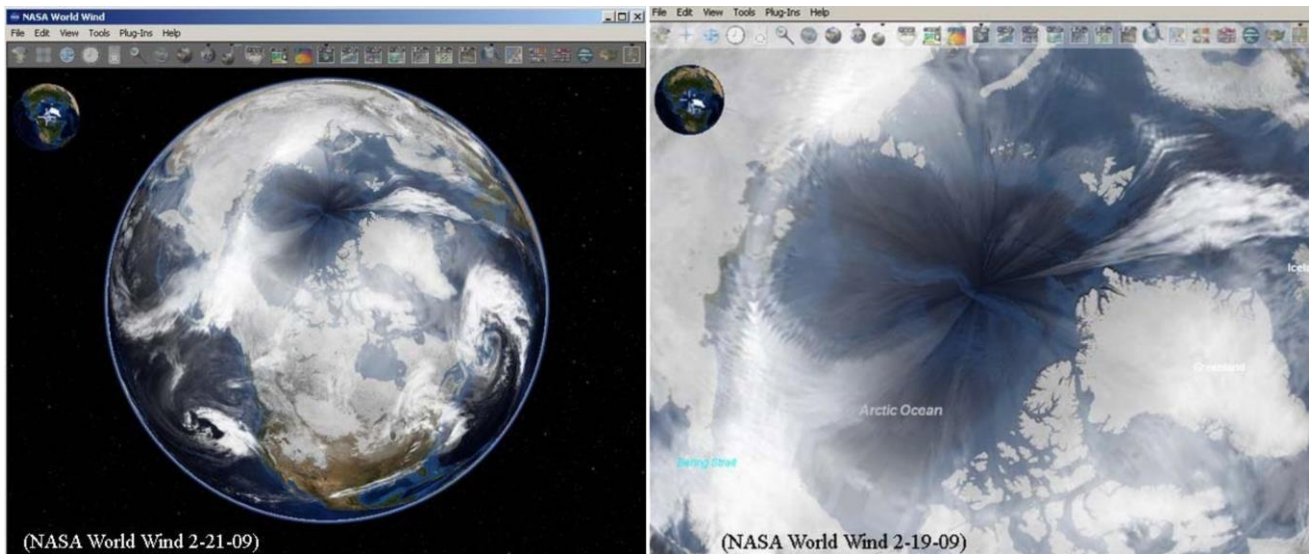 NASA World Wind
File Edit View Tools Plug-Ins Help
(NASA World Wind 2-21-09)
File Edit View Tools Plug-Ins Help
Greenland
Arctic Ocean
Bering Strait
(NASA World Wind 2-19-09)